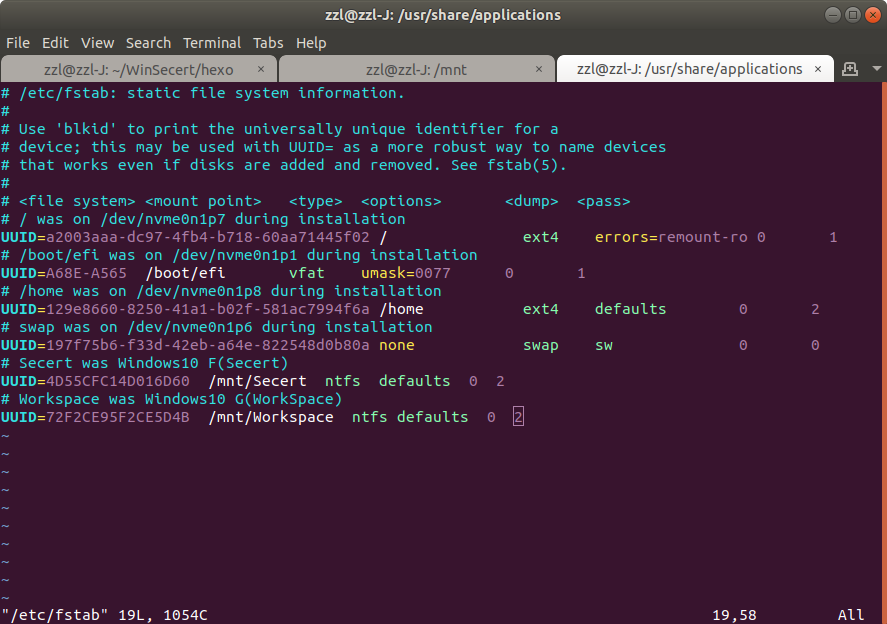 zzl@zzl-J: /usr/share/applications
File Edit View Search Terminal Tabs Help
zzl@zzl-J: ~/WinSecert/hexo × zzl@zzl-J: /mnt × zzl@zzl-J: /usr/share/applications ×
# /etc/fstab: static file system information.
#
# Use 'blkid' to print the universally unique identifier for a
# device; this may be used with UUID= as a more robust way to name devices
# that works even if disks are added and removed. See fstab(5).
#
# <file system> <mount point>   <type>  <options>       <dump>  <pass>
# / was on /dev/nvme0n1p7 during installation
UUID=a2003aaa-dc97-4fb4-b718-60aa71445f02 /               ext4    errors=remount-ro 0       1
# /boot/efi was on /dev/nvme0n1p1 during installation
UUID=A68E-A565  /boot/efi       vfat    umask=0077      0       1
# /home was on /dev/nvme0n1p8 during installation
UUID=129e8660-8250-41a1-b02f-581ac7994f6a /home           ext4    defaults        0       2
# swap was on /dev/nvme0n1p6 during installation
UUID=197f75b6-f33d-42eb-a64e-822548d0b80a none            swap    sw              0       0
# Secert was Windows10 F(Secert)
UUID=4D55CFC14D016D60  /mnt/Secert  ntfs  defaults  0  2
# Workspace was Windows10 G(WorkSpace)
UUID=72F2CE95F2CE5D4B  /mnt/Workspace  ntfs defaults  0  2
~
~
~
~
~
~
~
~
~
~
"/etc/fstab" 19L, 1054C 19,58 All